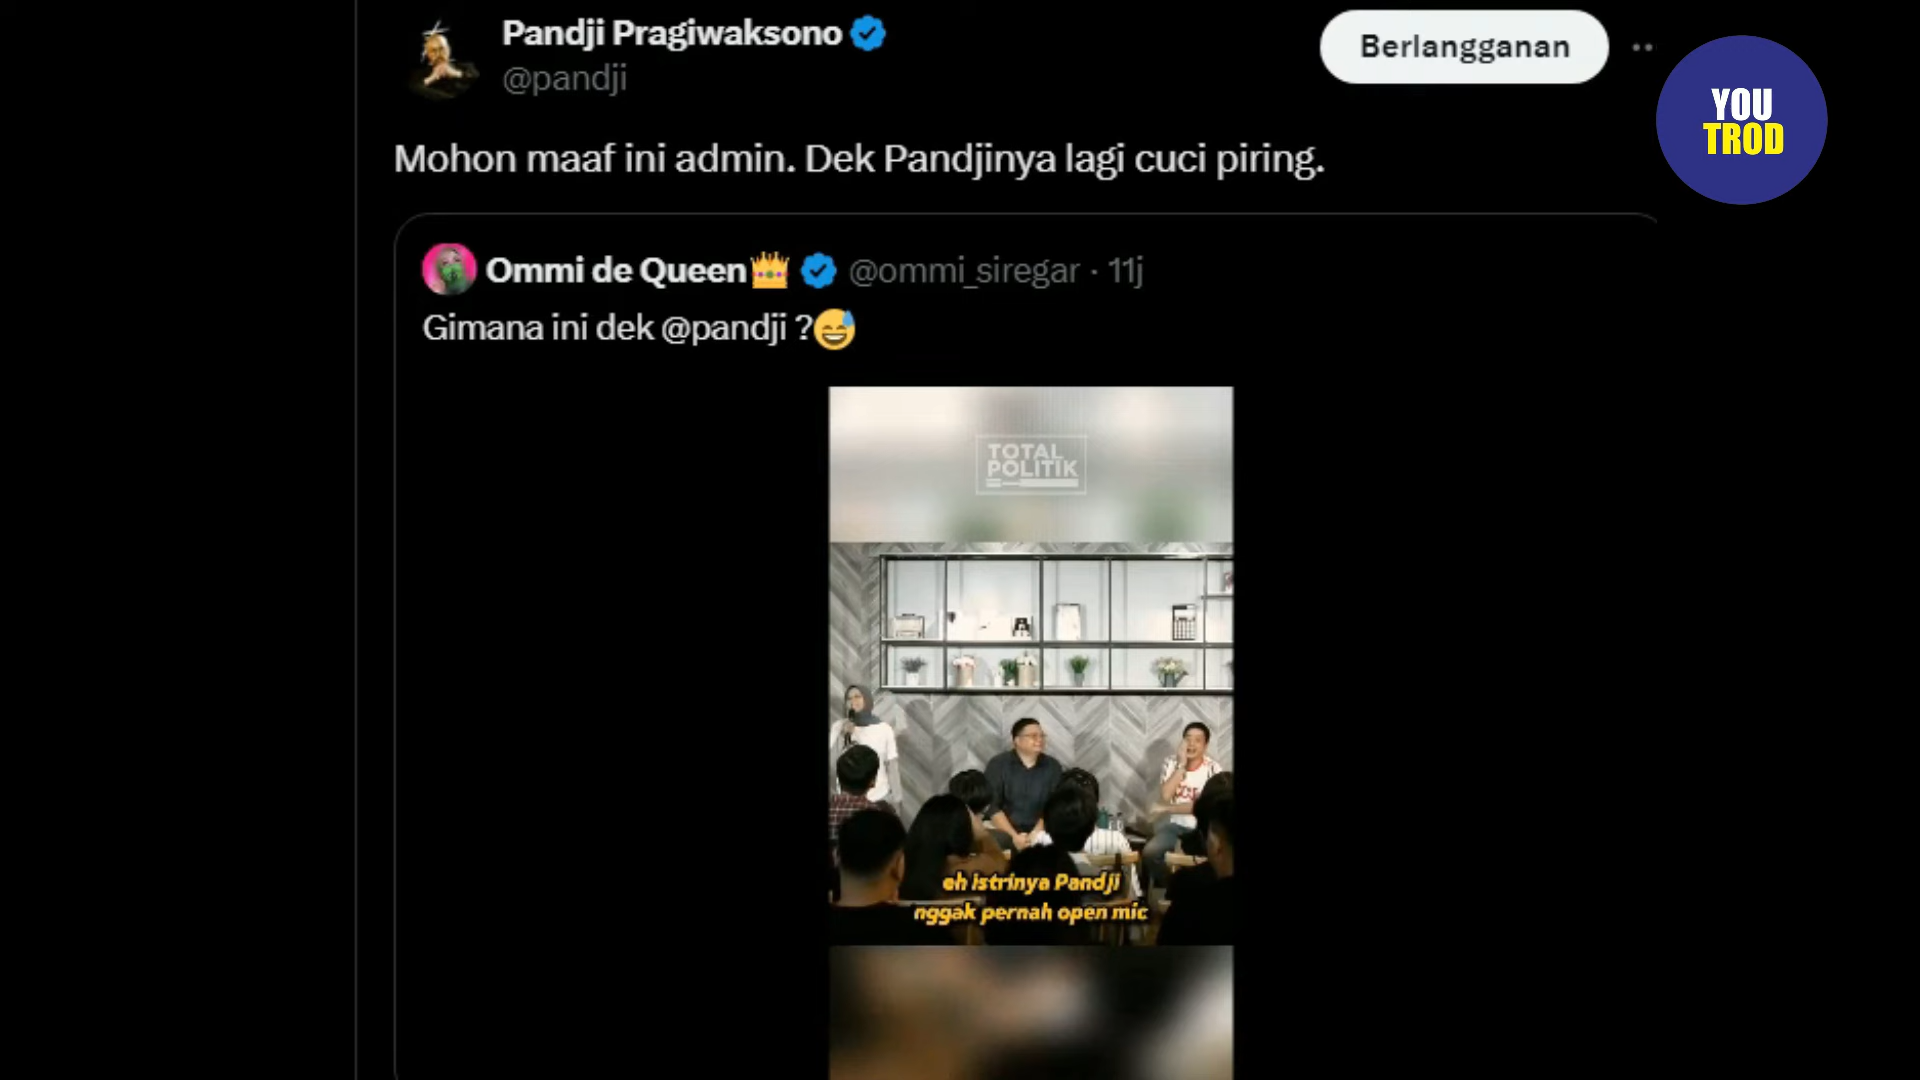 Pandji Pragiwaksono
@pandji
Berlangganan
YOU
TROD
Mohon maaf ini admin. Dek Pandjinya lagi cuci piring.
Ommi de Queen👑 @ommi_siregar · 11j
Gimana ini dek @pandji ?😅
TOTAL
POLITIK
eh istrinya Pandji
nggak pernah open mic